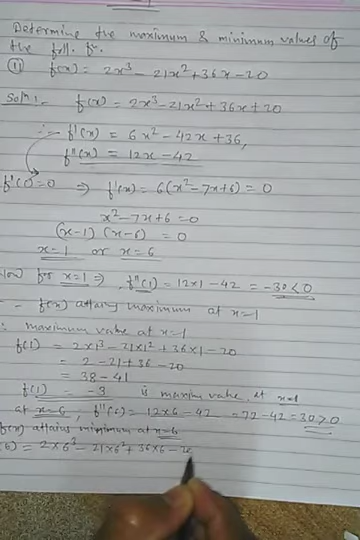 Determine the maximum & minimum values of
the foll. fⁿ.
① f(x) = 2x³ - 21x² + 36x - 20
Solⁿ: f(x) = 2x³ - 21x² + 36x + 20
∴ f'(x) = 6x² - 42x + 36,
f''(x) = 12x - 42
f'(c) = 0 ⇒ f'(x) = 6(x² - 7x + 6) = 0
x² - 7x + 6 = 0
(x-1) (x-6) = 0
x = 1 or x = 6
Now for x = 1 ⇒ f''(1) = 12×1 - 42 = -30 < 0
f(x) attains maximum at x = 1
maximum value at x = 1
f(1) = 2×1³ - 21×1² + 36×1 - 20
= 2 - 21 + 36 - 20
= 38 - 41
f(1) = -3 is maximum value, at x = 1
at x = 6, f''(6) = 12×6 - 42 = 72 - 42 = 30 > 0
f(x) attains minimum at x = 6
(6) = 2×6³ - 21×6² + 36×6 - 2